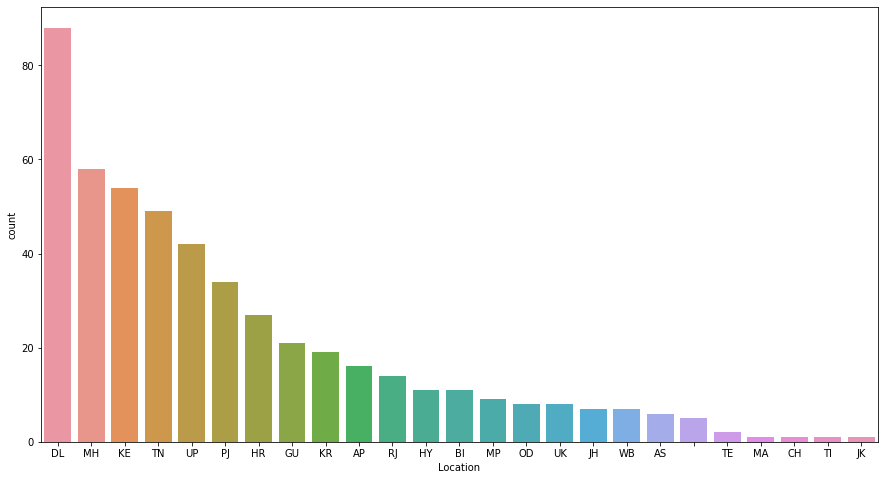 80
60
40
20
0
count
DL MH KE TN UP PJ HR GU KR AP RJ HY BI MP OD UK JH WB AS TE MA CH TI JK
Location